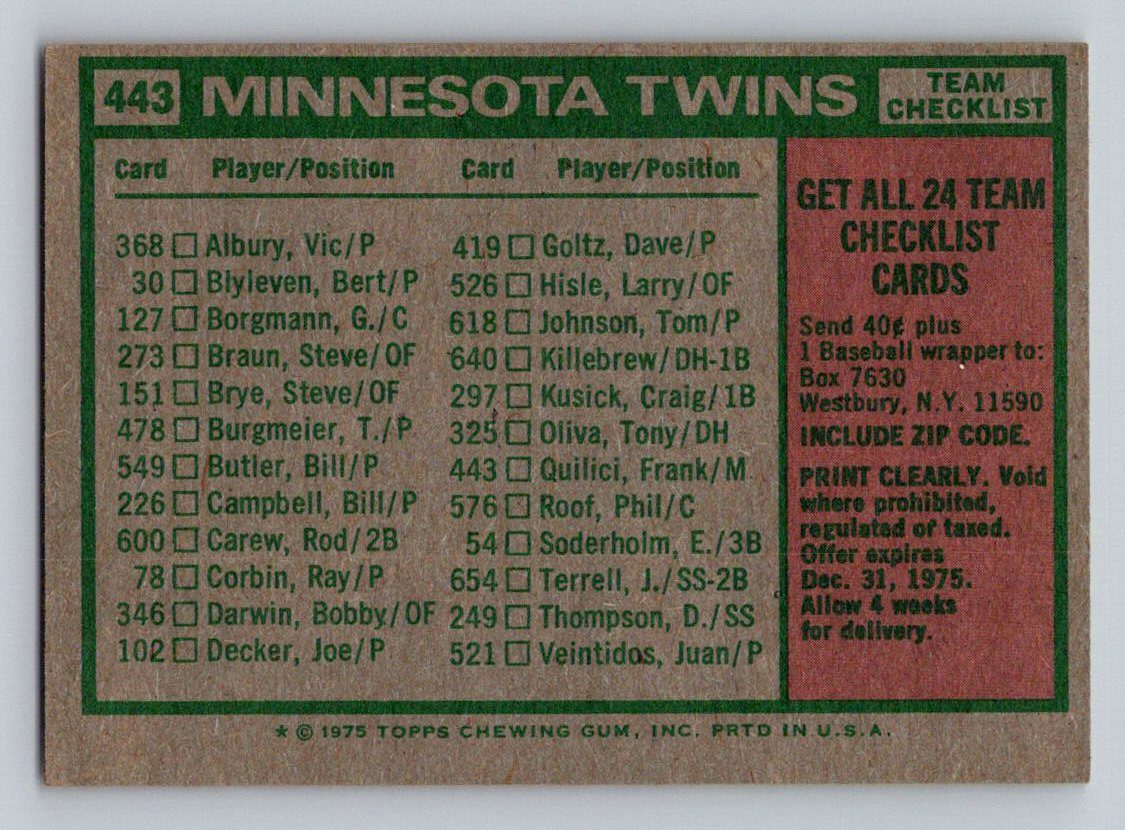 443 MINNESOTA TWINS TEAM CHECKLIST
Card Player/Position Card Player/Position
368 Albury, Vic/P
30 Blyleven, Bert/P
127 Borgmann, G./C
273 Braun, Steve/OF
151 Brye, Steve/OF
478 Burgmeier, T./P
549 Butler, Bill/P
226 Campbell, Bill/P
600 Carew, Rod/2B
78 Corbin, Ray/P
346 Darwin, Bobby/OF
102 Decker, Joe/P
419 Goltz, Dave/P
526 Hisle, Larry/OF
618 Johnson, Tom/P
640 Killebrew/DH-1B
297 Kusick, Craig/1B
325 Oliva, Tony/DH
443 Quilici, Frank/M
576 Roof, Phil/C
54 Soderholm, E./3B
654 Terrell, J./SS-2B
249 Thompson, D./SS
521 Veintidos, Juan/P
GET ALL 24 TEAM
CHECKLIST
CARDS
Send 40¢ plus
1 Baseball wrapper to:
Box 7630
Westbury, N.Y. 11590
INCLUDE ZIP CODE.
PRINT CLEARLY. Void
where prohibited,
regulated or taxed.
Offer expires
Dec. 31, 1975.
Allow 4 weeks
for delivery.
* © 1975 TOPPS CHEWING GUM, INC. PRTD IN U.S.A.